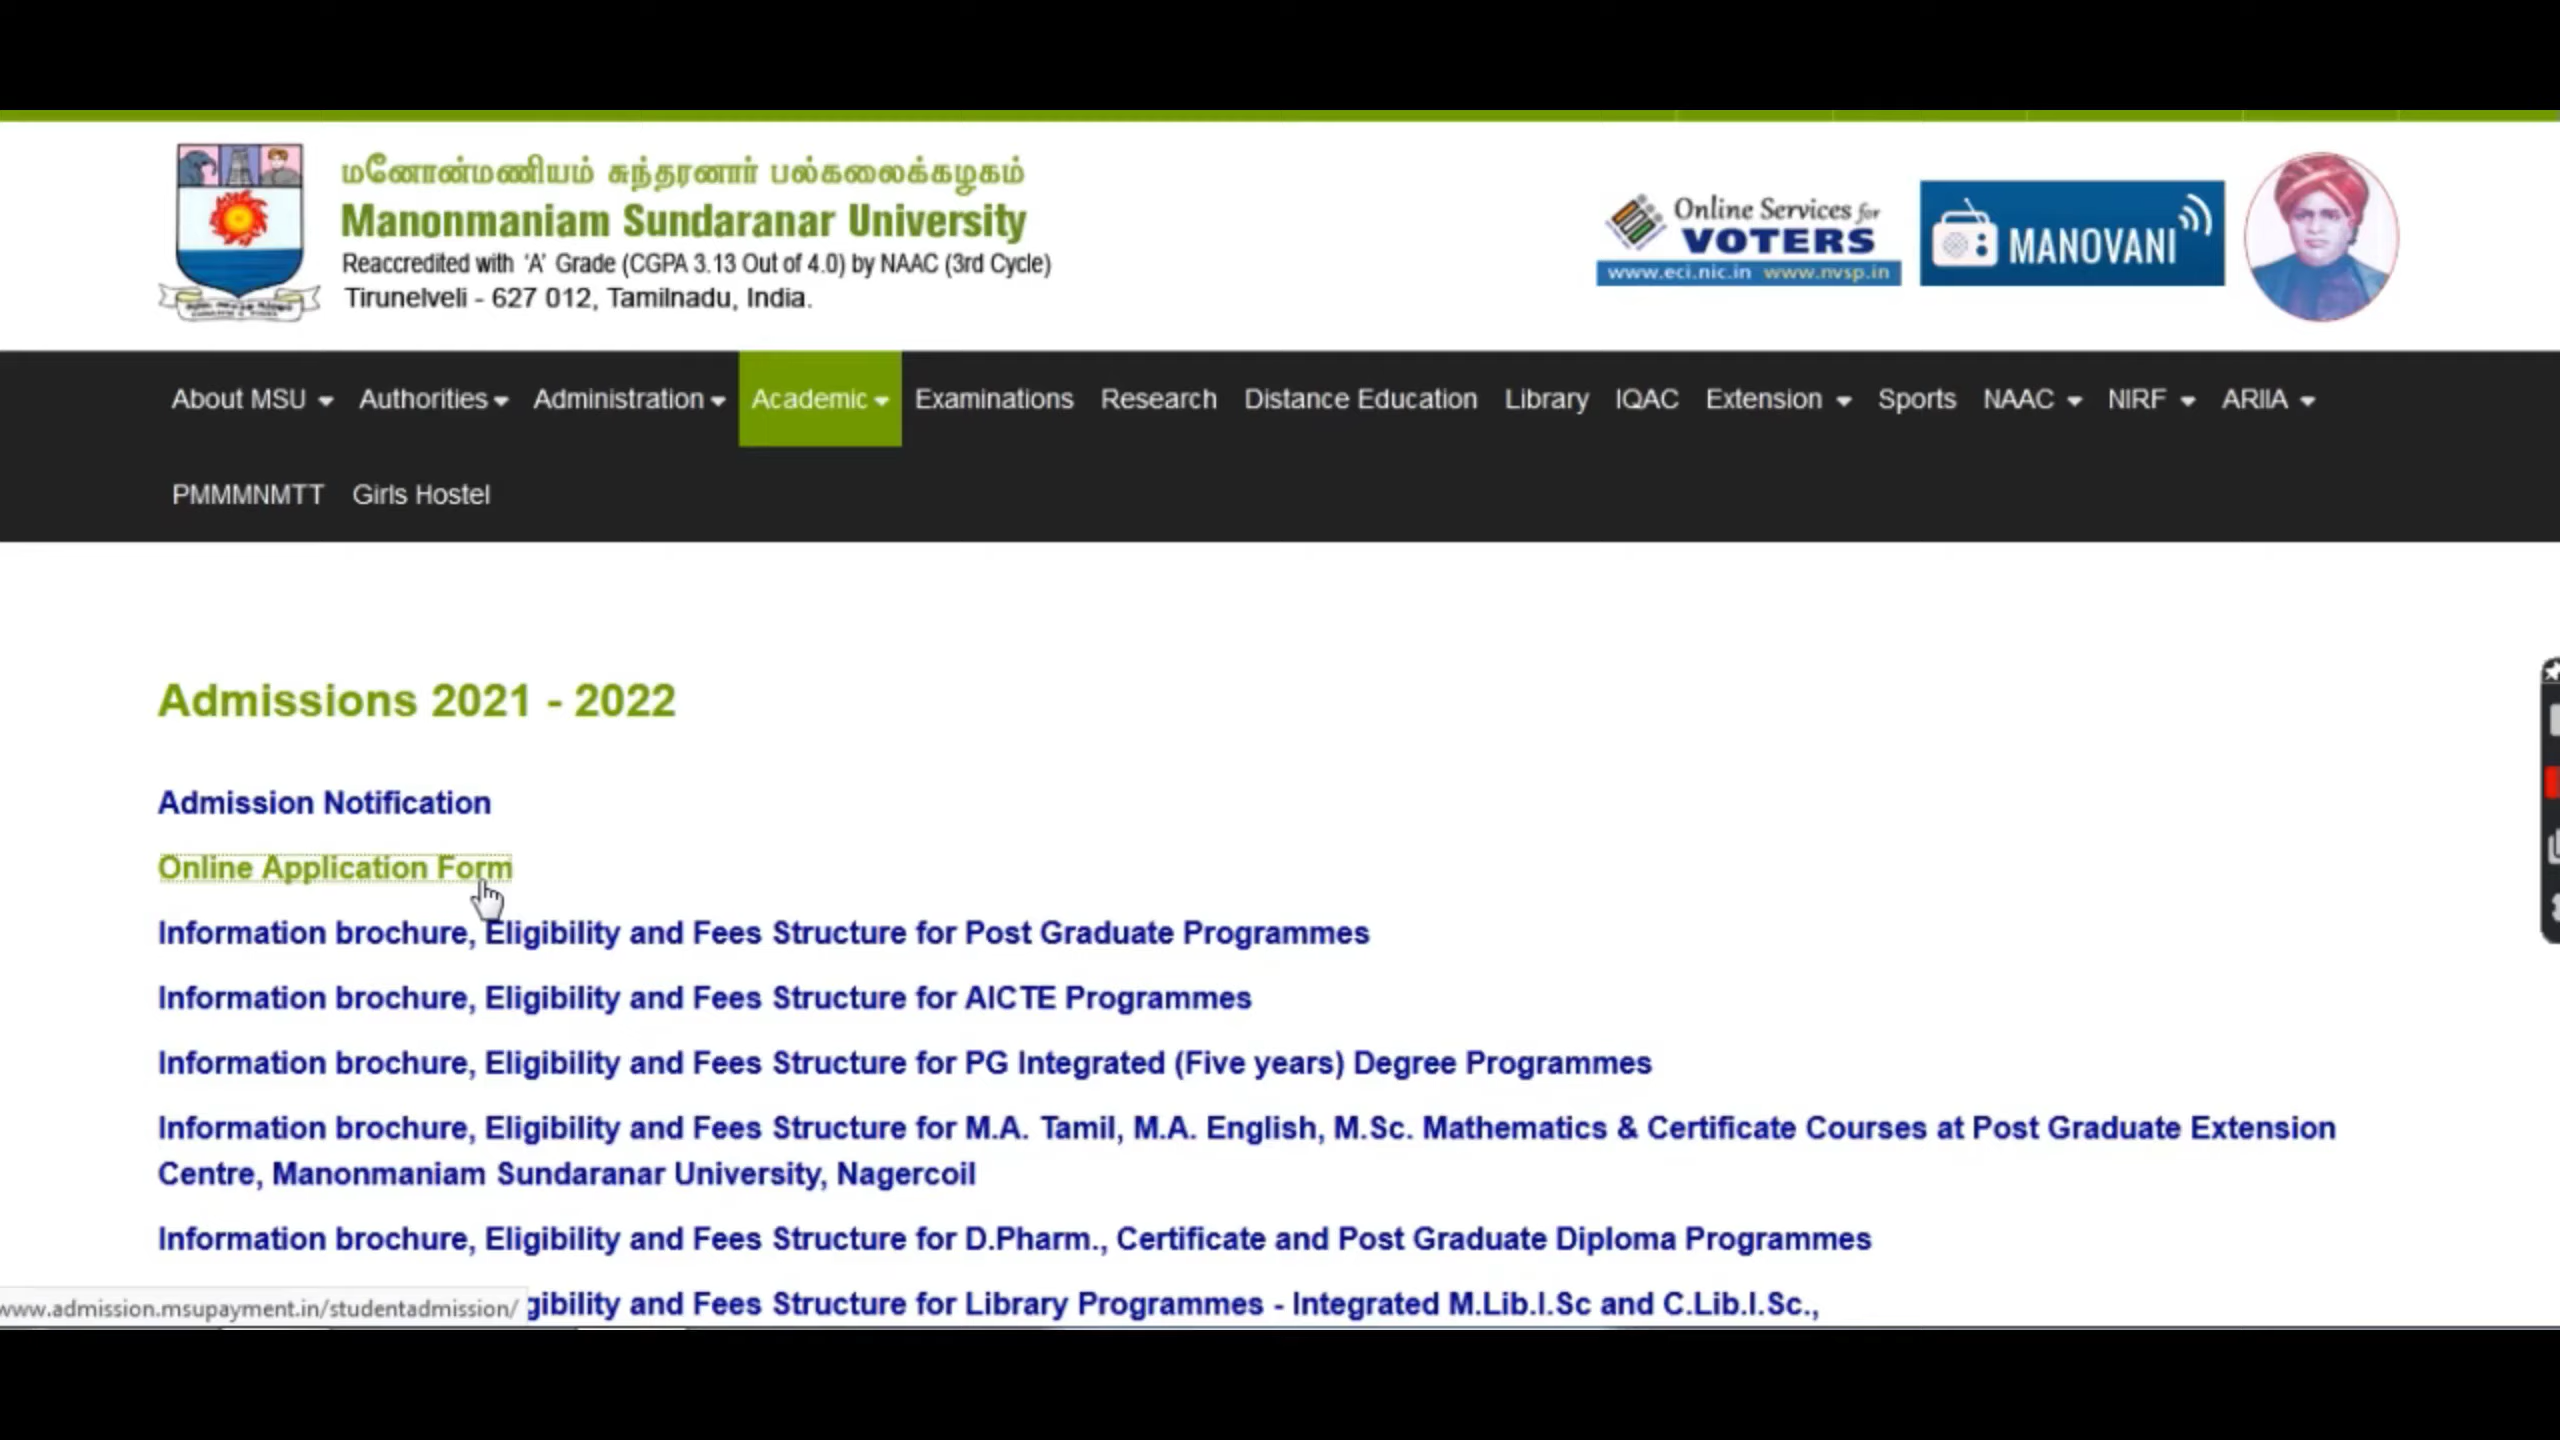 மனோன்மணியம் சுந்தரனார் பல்கலைக்கழகம்
Manonmaniam Sundaranar University
Reaccredited with 'A' Grade (CGPA 3.13 Out of 4.0) by NAAC (3rd Cycle)
Tirunelveli - 627 012, Tamilnadu, India.
Online Services for
VOTERS
www.eci.nic.in www.nvsp.in
MANOVANI
About MSU Authorities Administration Academic Examinations Research Distance Education Library IQAC Extension Sports NAAC NIRF ARIIA
PMMMNMTT Girls Hostel
Admissions 2021 - 2022
Admission Notification
Online Application Form
Information brochure, Eligibility and Fees Structure for Post Graduate Programmes
Information brochure, Eligibility and Fees Structure for AICTE Programmes
Information brochure, Eligibility and Fees Structure for PG Integrated (Five years) Degree Programmes
Information brochure, Eligibility and Fees Structure for M.A. Tamil, M.A. English, M.Sc. Mathematics & Certificate Courses at Post Graduate Extension
Centre, Manonmaniam Sundaranar University, Nagercoil
Information brochure, Eligibility and Fees Structure for D.Pharm., Certificate and Post Graduate Diploma Programmes
gibility and Fees Structure for Library Programmes - Integrated M.Lib.I.Sc and C.Lib.I.Sc.,
www.admission.msupayment.in/studentadmission/